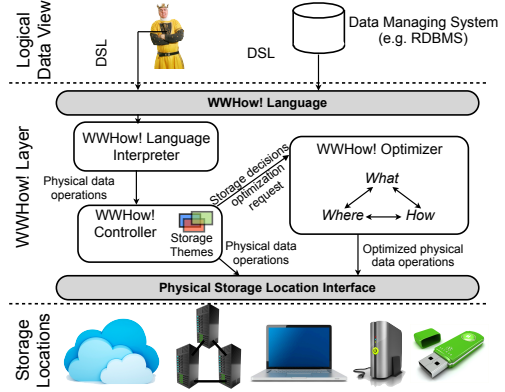 Logical
Data View
DSL
DSL
Data Managing System
(e.g. RDBMS)
WWHow! Language
WWHow! Layer
WWHow! Language
Interpreter
Physical data
operations
WWHow!
Controller
Storage
Themes
Storage decisions
optimization
request
WWHow! Optimizer
What
Where
How
Physical data
operations
Optimized physical
data operations
Physical Storage Location Interface
Storage
Locations